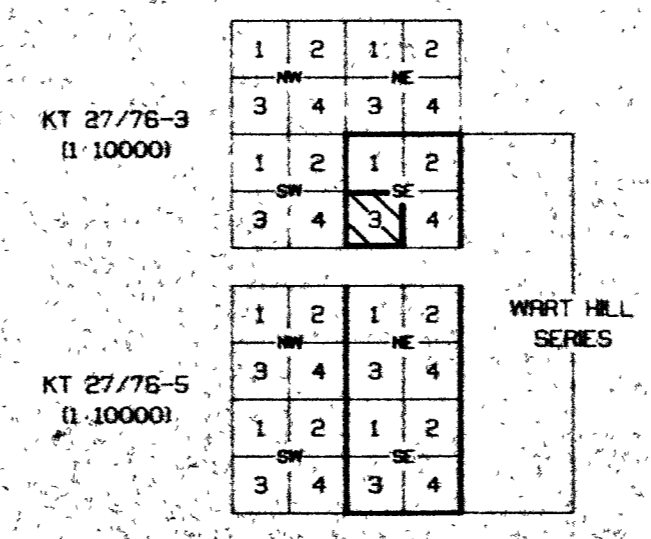 1 2 1 2
NW NE
KT 27/76-3
3 4 3 4
(1 10000)
1 2 1 2
SW SE
3 4 3 4
1 2 1 2
WART HILL
NW NE
SERIES
3 4 3 4
KT 27/76-5
(1 10000)
1 2 1 2
SW SE
3 4 3 4